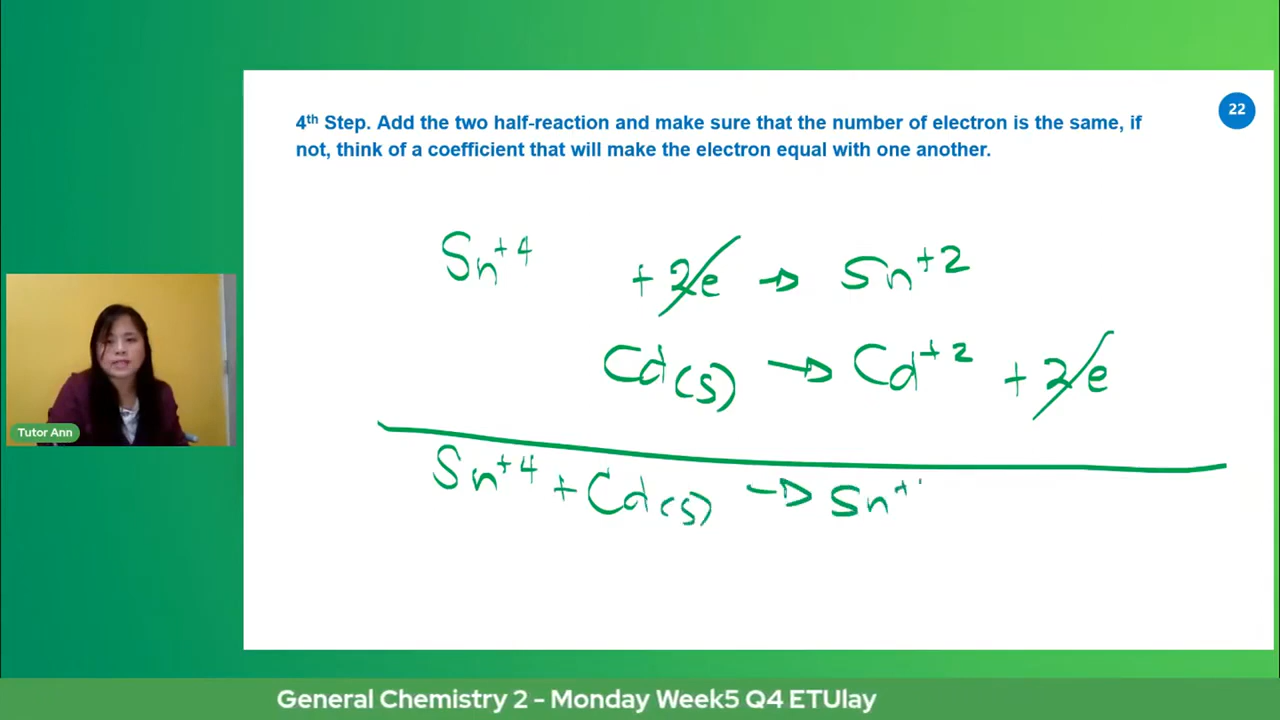 22
4th Step. Add the two half-reaction and make sure that the number of electron is the same, if
not, think of a coefficient that will make the electron equal with one another.
Sn+4 + 2e → Sn+2
Cd(s) → Cd+2 + 2e
Sn+4 + Cd(s) → Sn+
Tutor Ann
General Chemistry 2 - Monday Week5 Q4 ETUlay